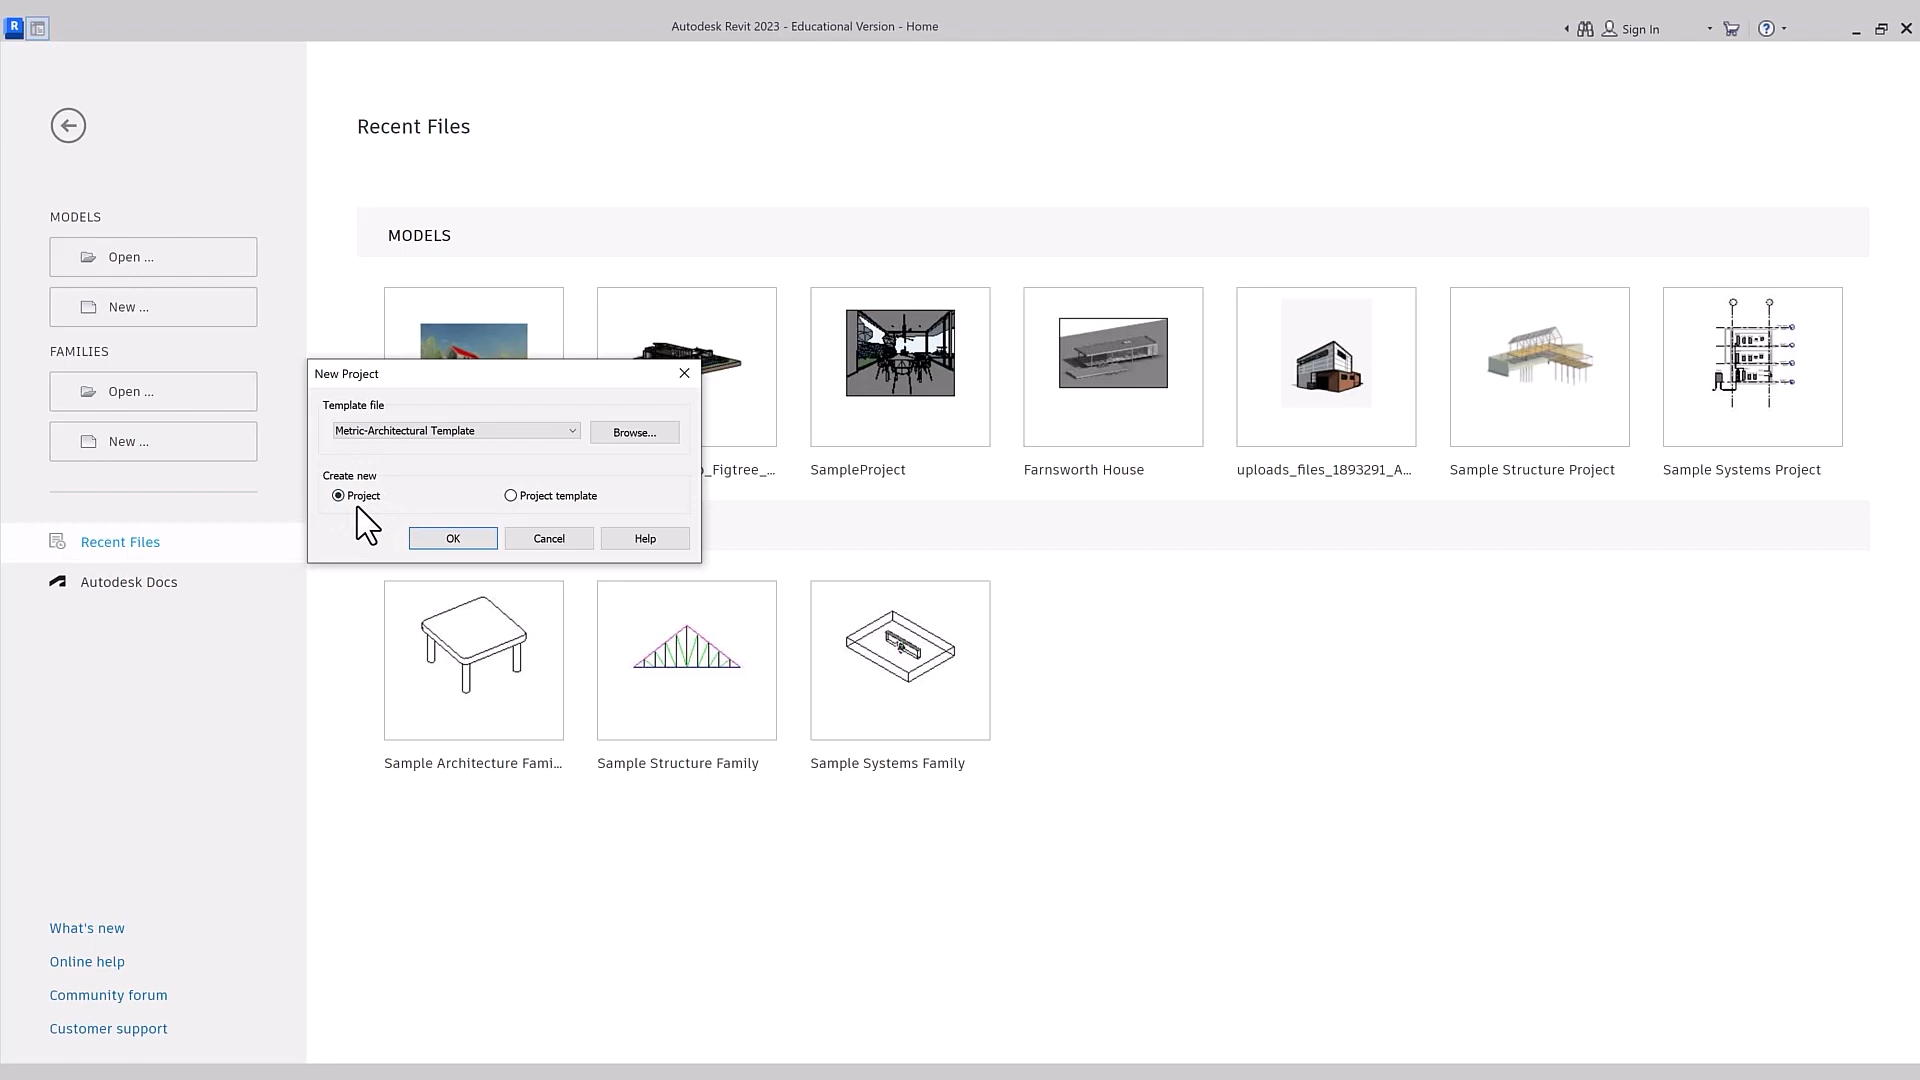 Autodesk Revit 2023 - Educational Version - Home
Sign In
Recent Files
MODELS
Open ...
New ...
FAMILIES
Open ...
New ...
Recent Files
Autodesk Docs
What's new
Online help
Community forum
Customer support
MODELS
_Figtree_...
SampleProject
Farnsworth House
uploads_files_1893291_A...
Sample Structure Project
Sample Systems Project
New Project
Template file
Metric-Architectural Template
Browse...
Create new
Project
Project template
OK
Cancel
Help
Sample Architecture Fami...
Sample Structure Family
Sample Systems Family